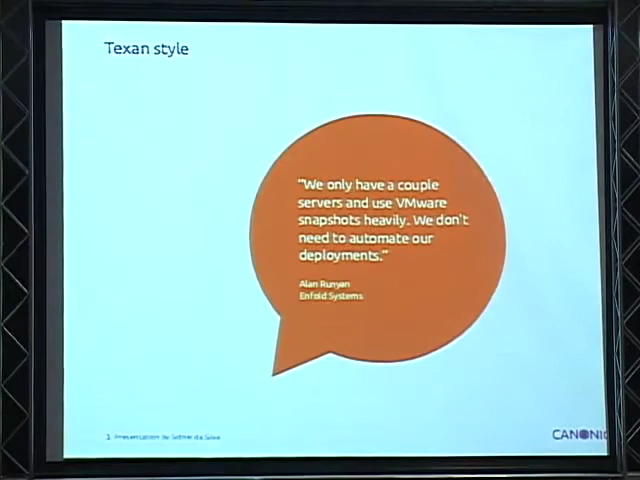 Texan style
"We only have a couple
servers and use VMware
snapshots heavily. We don't
need to automate our
deployments."
Alan Runyan
Enfold Systems
Presentation by Sidnei da Silva
CANONIC